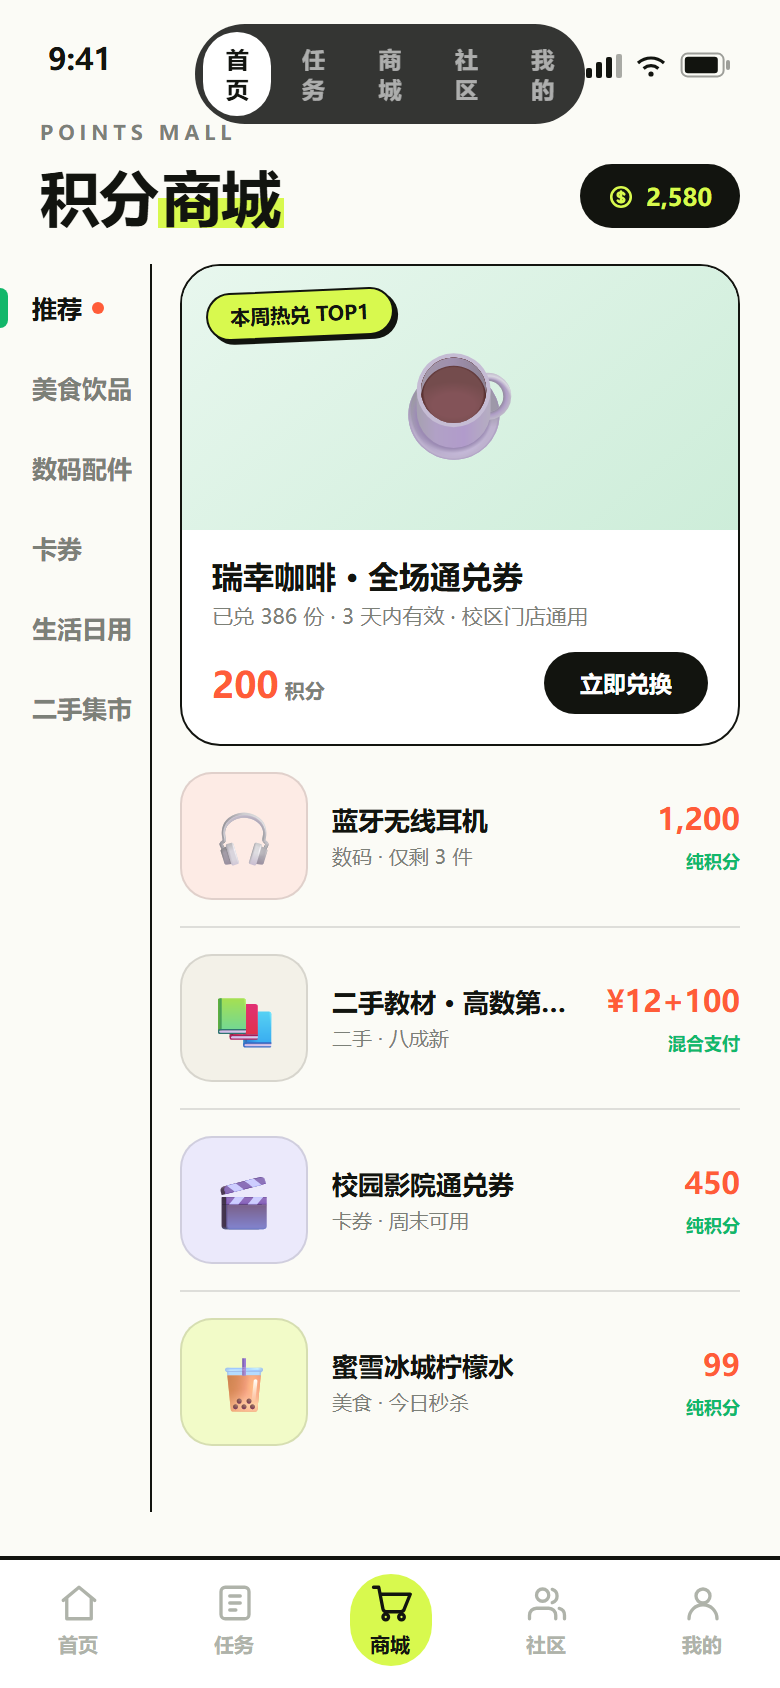 9:41
首页
任务
商城
社区
我的
POINTS MALL
积分商城
2,580
推荐
美食饮品
数码配件
卡券
生活日用
二手集市
本周热兑 TOP1
瑞幸咖啡·全场通兑券
已兑 386 份 · 3 天内有效 · 校区门店通用
200 积分
立即兑换
蓝牙无线耳机
数码 · 仅剩 3 件
1,200
纯积分
二手教材·高数第...
二手 · 八成新
¥12+100
混合支付
校园影院通兑券
卡券 · 周末可用
450
纯积分
蜜雪冰城柠檬水
美食 · 今日秒杀
99
纯积分
首页
任务
商城
社区
我的